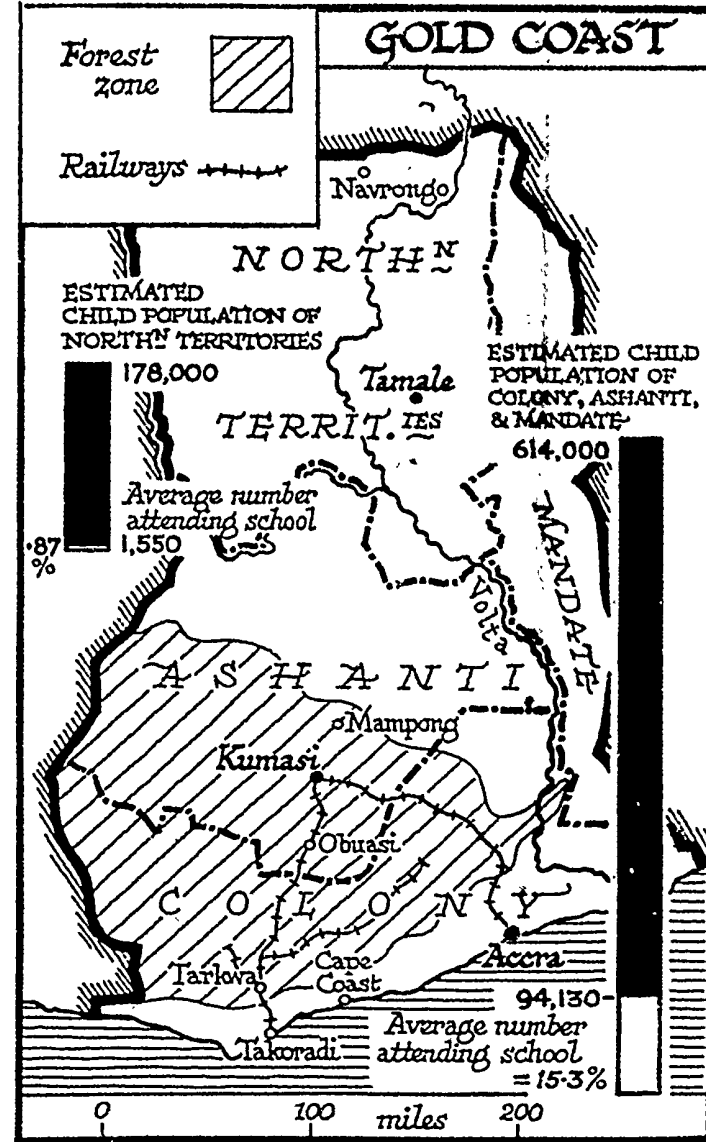 GOLD COAST
Forest
zone
Railways
Navrongo
NORTHN
ESTIMATED
CHILD POPULATION OF
NORTHN TERRITORIES
178,000
ESTIMATED CHILD
POPULATION OF
COLONY, ASHANTI,
& MANDATE
614,000
Tamale
TERRIT.IES
Average number
attending school
1,550
·87
%
MANDATE
Volta
ASHANTI
Mampong
Kumasi
Obuasi
COLONY
Accra
Tarkwa
Cape
Coast
Takoradi
94,130
Average number
attending school
=15·3%
0 100 miles 200